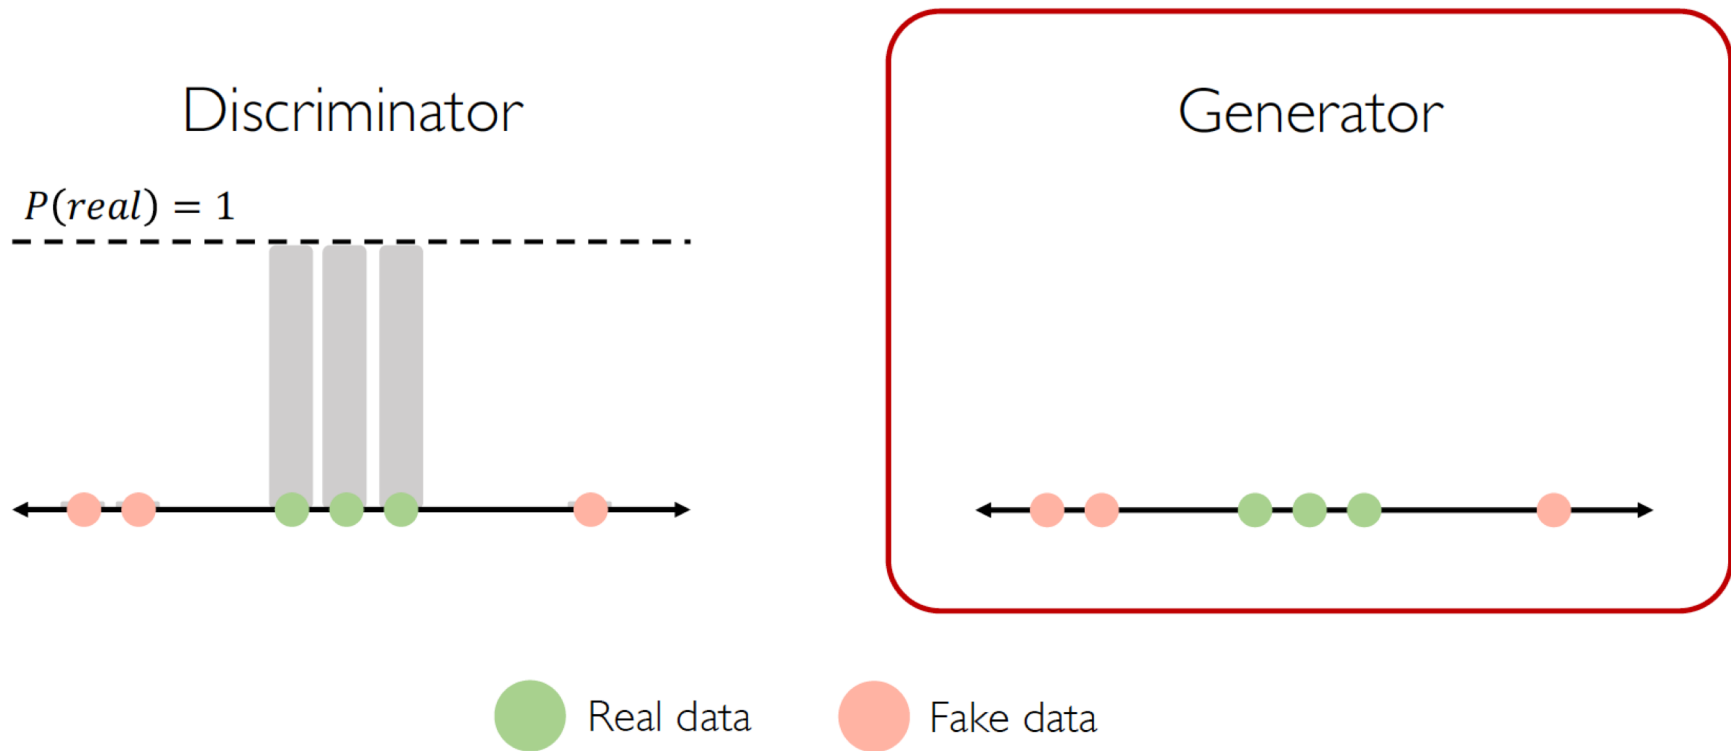 Discriminator
Generator
P(real) = 1
Real data
Fake data